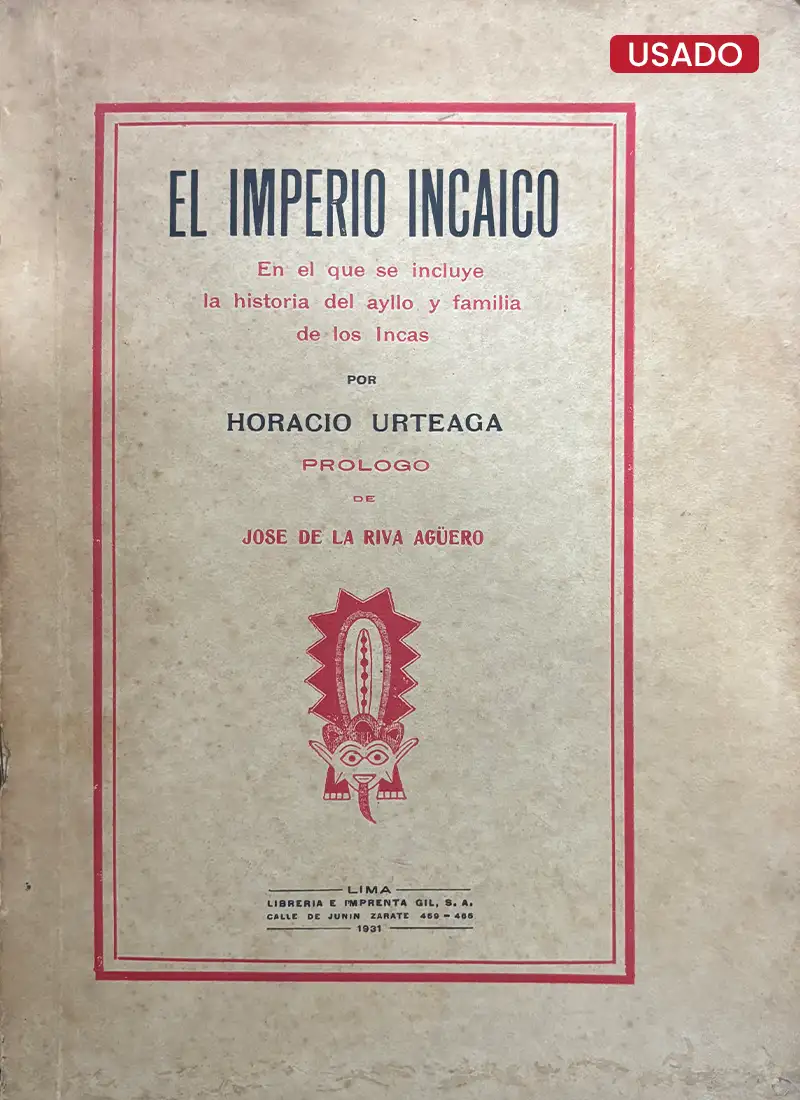 USADO
EL IMPERIO INCAICO
En el que se incluye
la historia del ayllo y familia
de los Incas
POR
HORACIO URTEAGA
PROLOGO
DE
JOSE DE LA RIVA AGÜERO
LIMA
LIBRERIA E IMPRENTA GIL, S. A.
CALLE DE JUNIN ZARATE 459 - 465
1931